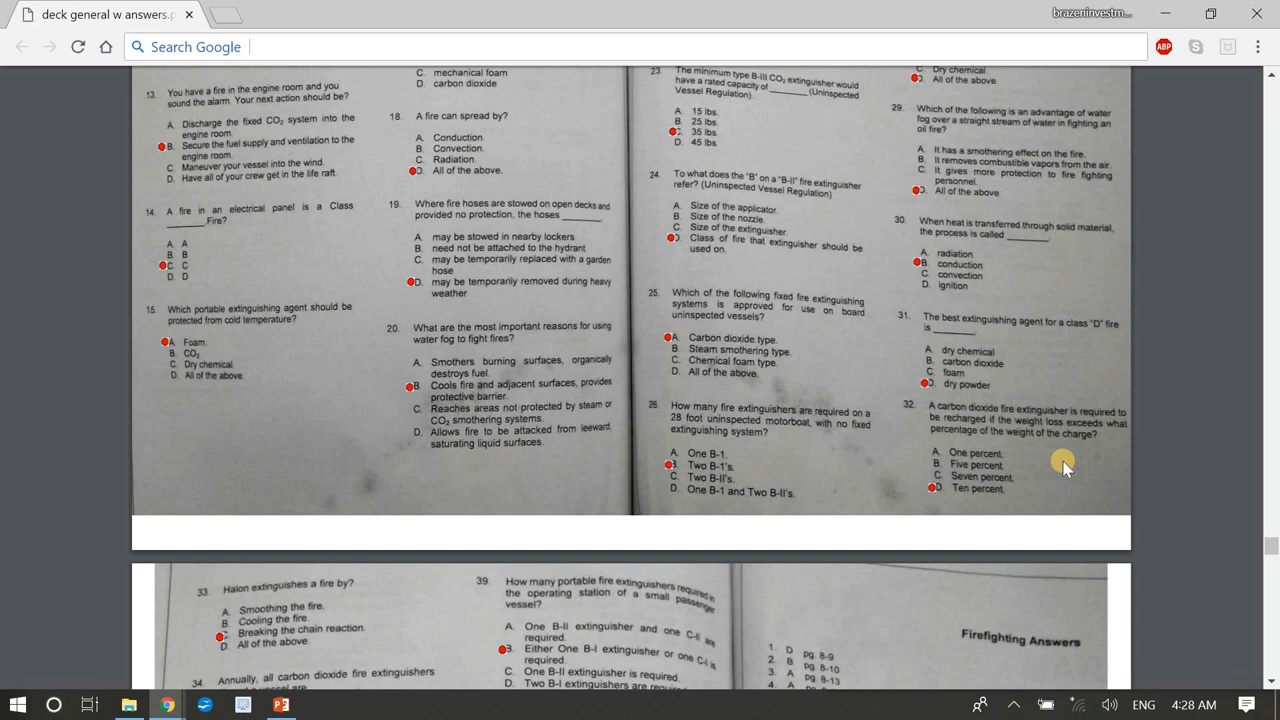 deck general w answers.p
brazeninvestm...
Search Google
ABP
13. You have a fire in the engine room and you
sound the alarm. Your next action should be?
A. Discharge the fixed CO2 system into the
engine room.
B. Secure the fuel supply and ventilation to the
engine room.
C. Maneuver your vessel into the wind.
D. Have all of your crew get in the life raft.
14. A fire in an electrical panel is a Class
________Fire?
A. A
B. B
C. C
D. D
15. Which portable extinguishing agent should be
protected from cold temperature?
A. Foam.
B. CO2
C. Dry chemical.
D. All of the above.
C. mechanical foam
D. carbon dioxide
18. A fire can spread by?
A. Conduction.
B. Convection.
C. Radiation.
D. All of the above.
19. Where fire hoses are stowed on open decks and
provided no protection, the hoses ________
A. may be stowed in nearby lockers
B. need not be attached to the hydrant
C. may be temporarily replaced with a garden
hose
D. may be temporarily removed during heavy
weather
20. What are the most important reasons for using
water fog to fight fires?
A. Smothers burning surfaces, organically
destroys fuel.
B. Cools fire and adjacent surfaces, provides
protective barrier.
C. Reaches areas not protected by steam or
CO2 smothering systems.
D. Allows fire to be attacked from leeward,
saturating liquid surfaces.
23. The minimum type B-III CO2 extinguisher would
have a rated capacity of ________ (Uninspected
Vessel Regulation).
A. 15 lbs.
B. 25 lbs.
C. 35 lbs.
D. 45 lbs.
24. To what does the "B" on a "B-II" fire extinguisher
refer? (Uninspected Vessel Regulation)
A. Size of the applicator.
B. Size of the nozzle.
C. Size of the extinguisher.
D. Class of fire that extinguisher should be
used on.
25. Which of the following fixed fire extinguishing
systems is approved for use on board
uninspected vessels?
A. Carbon dioxide type.
B. Steam smothering type.
C. Chemical foam type.
D. All of the above.
26. How many fire extinguishers are required on a
28 foot uninspected motorboat, with no fixed
extinguishing system?
A. One B-1.
B. Two B-1's.
C. Two B-II's.
D. One B-1 and Two B-II's.
C. Dry chemical.
D. All of the above.
29. Which of the following is an advantage of water
fog over a straight stream of water in fighting an
oil fire?
A. It has a smothering effect on the fire.
B. It removes combustible vapors from the air.
C. It gives more protection to fire fighting
personnel.
D. All of the above
30. When heat is transferred through solid material,
the process is called ________.
A. radiation
B. conduction
C. convection
D. ignition
31. The best extinguishing agent for a class "D" fire
is ________.
A. dry chemical
B. carbon dioxide
C. foam
D. dry powder
32. A carbon dioxide fire extinguisher is required to
be recharged if the weight loss exceeds what
percentage of the weight of the charge?
A. One percent.
B. Five percent.
C. Seven percent.
D. Ten percent.
33. Halon extinguishes a fire by?
A. Smoothing the fire.
B. Cooling the fire.
C. Breaking the chain reaction.
D. All of the above.
34. Annually, all carbon dioxide fire extinguishers
39. How many portable fire extinguishers required in
the operating station of a small passenger
vessel?
A. One B-II extinguisher and one C-II are
required.
B. Either One B-I extinguisher or one C-I is
required.
C. One B-II extinguisher is required.
D. Two B-I extinguishers are required
Firefighting Answers
1. D pg. 8-9
2. B pg. 8-10
3. A pg. 8-13
4. A
ENG
4:28 AM